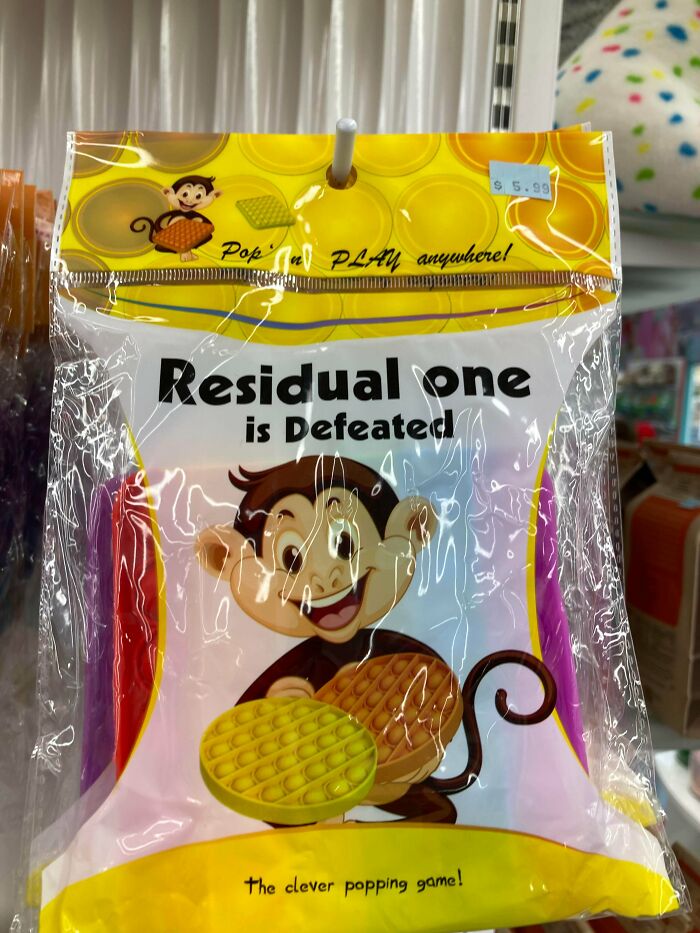 $ 5.99
Pop' n PLAY anywhere!
Residual one
is Defeated
the clever popping game!